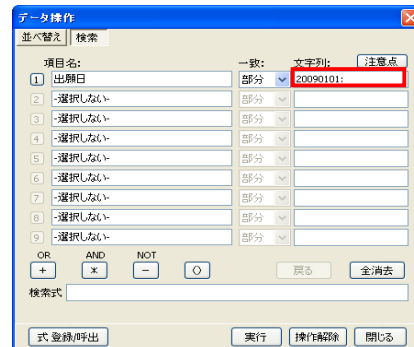 データ操作
並べ替え 検索
項目名: 一致: 文字列: 注意点
1 出願日 部分 20090101:
2 -選択しない- 部分
3 -選択しない- 部分
4 -選択しない- 部分
5 -選択しない- 部分
6 -選択しない- 部分
7 -選択しない- 部分
8 -選択しない- 部分
9 -選択しない- 部分
OR AND NOT
+ * - () 戻る 全消去
検索式
式 登録/呼出 実行 操作解除 閉じる